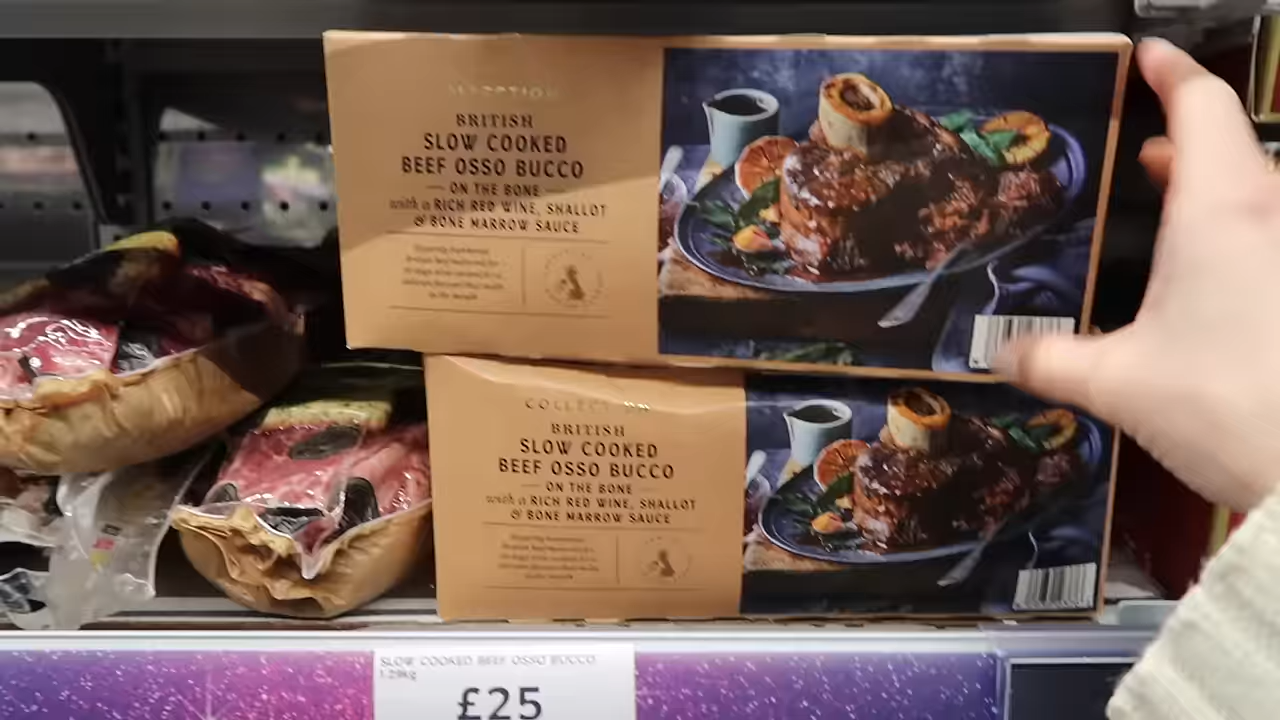 BRITISH
SLOW COOKED
BEEF OSSO BUCCO
ON THE BONE
with a RICH RED WINE, SHALLOT
& BONE MARROW SAUCE
COLLECTION
BRITISH
SLOW COOKED
BEEF OSSO BUCCO
ON THE BONE
with a RICH RED WINE, SHALLOT
& BONE MARROW SAUCE
SLOW COOKED BEEF OSSO BUCCO
1.29kg
£25